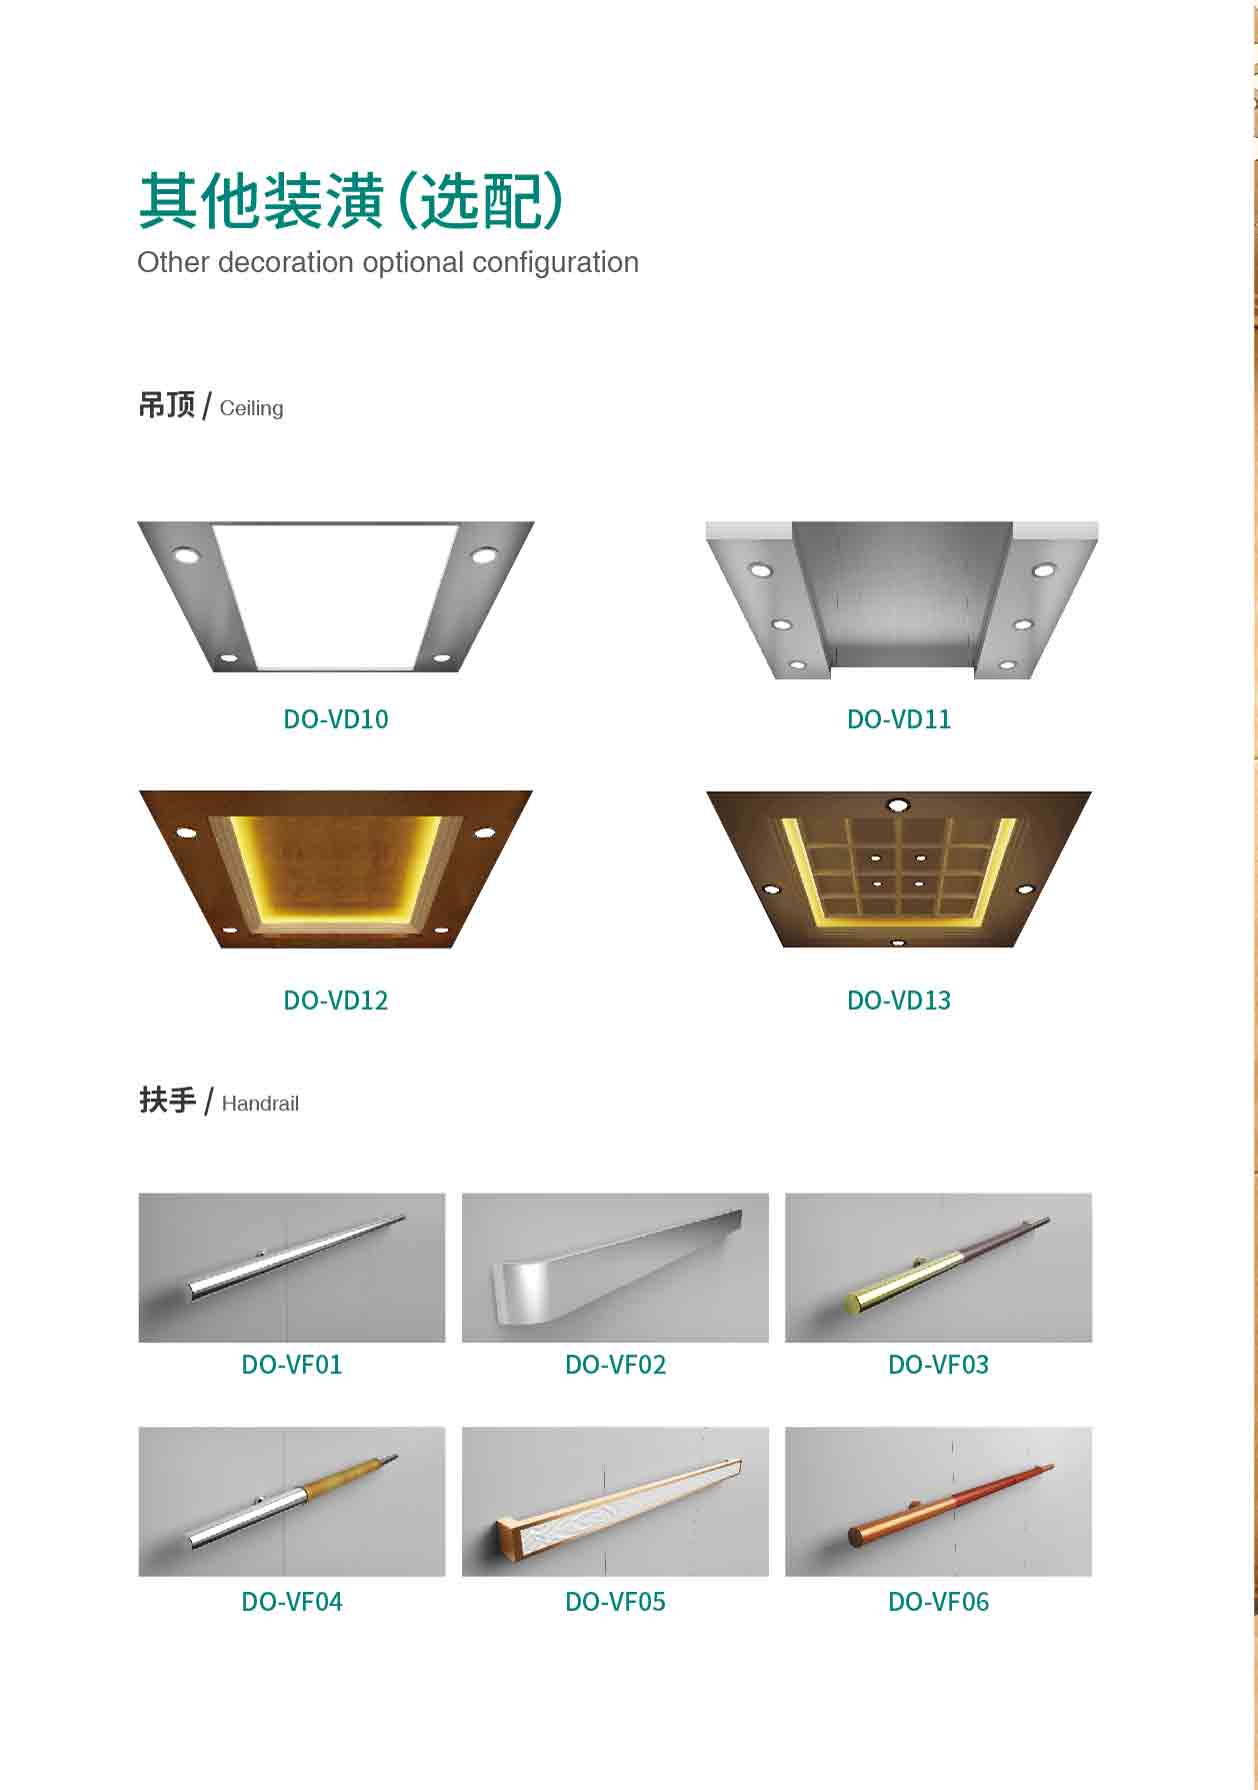 其他装潢（选配）
Other decoration optional configuration
吊顶 / Ceiling
DO-VD10
DO-VD11
DO-VD12
DO-VD13
扶手 / Handrail
DO-VF01
DO-VF02
DO-VF03
DO-VF04
DO-VF05
DO-VF06